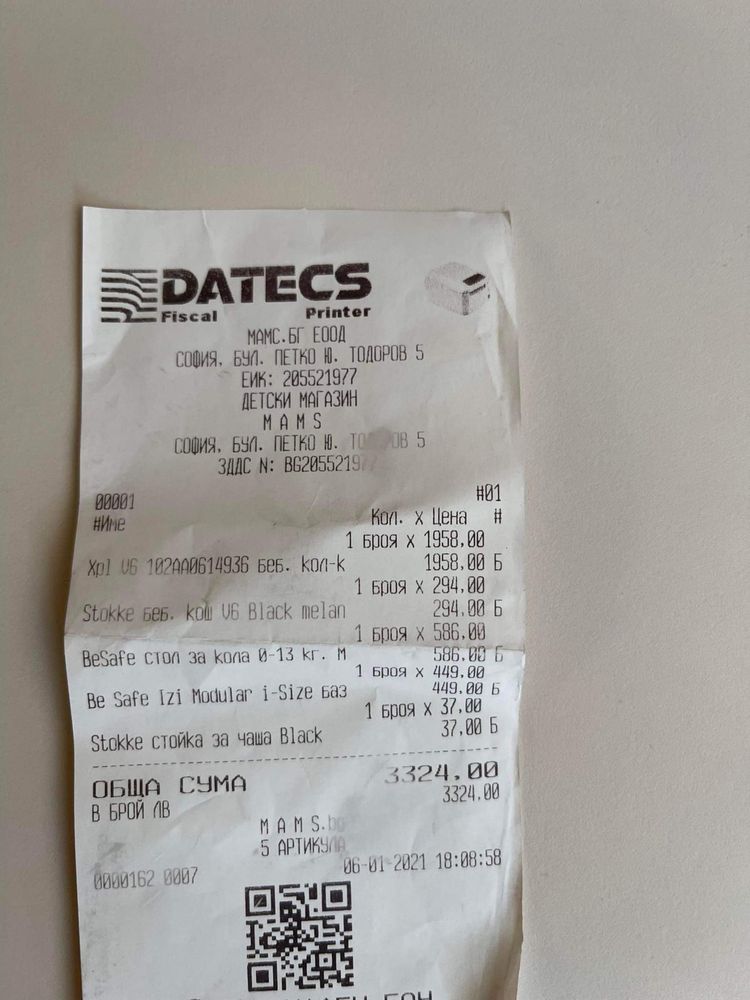 DATECS
Fiscal Printer
МАМС.БГ ЕООД
СОФИЯ, БУЛ. ПЕТКО Ю. ТОДОРОВ 5
ЕИК: 205521977
ДЕТСКИ МАГАЗИН
M A M S
СОФИЯ, БУЛ. ПЕТКО Ю. ТОДОРОВ 5
ЗДДС N: BG205521977
00001 #01
#Име Кол. x Цена #
1 броя x 1958,00
Xpl V6 102AA0614936 беб. кол-к 1958,00 Б
1 броя x 294,00
Stokke беб. кош V6 Black melan 294,00 Б
1 броя x 586,00
BeSafe стол за кола 0-13 кг. М 586,00 Б
1 броя x 449,00
Be Safe Izi Modular i-Size баз 449,00 Б
1 броя x 37,00
Stokke стойка за чаша Black 37,00 Б
ОБЩА СУМА 3324,00
В БРОЙ ЛВ 3324,00
M A M S.bg
5 АРТИКУЛА
0000162 0007 06-01-2021 18:08:58